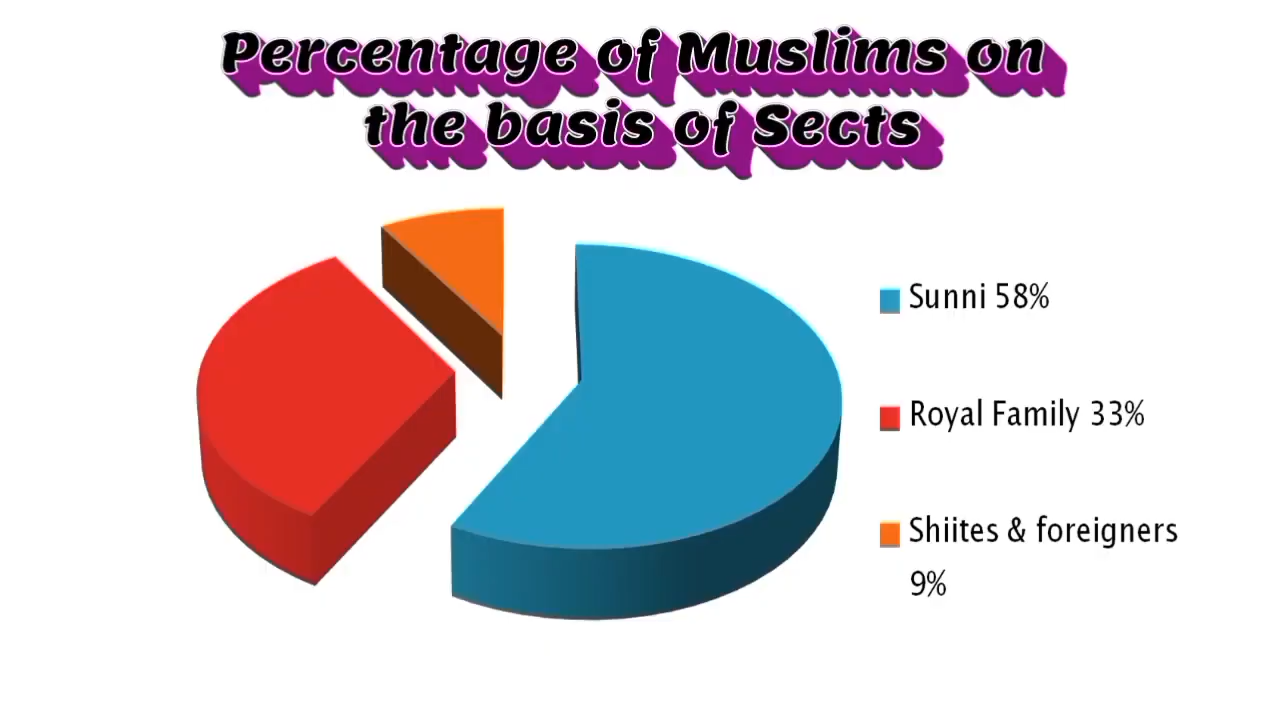 Percentage of Muslims on
the basis of Sects
Sunni 58%
Royal Family 33%
Shiites & foreigners
9%